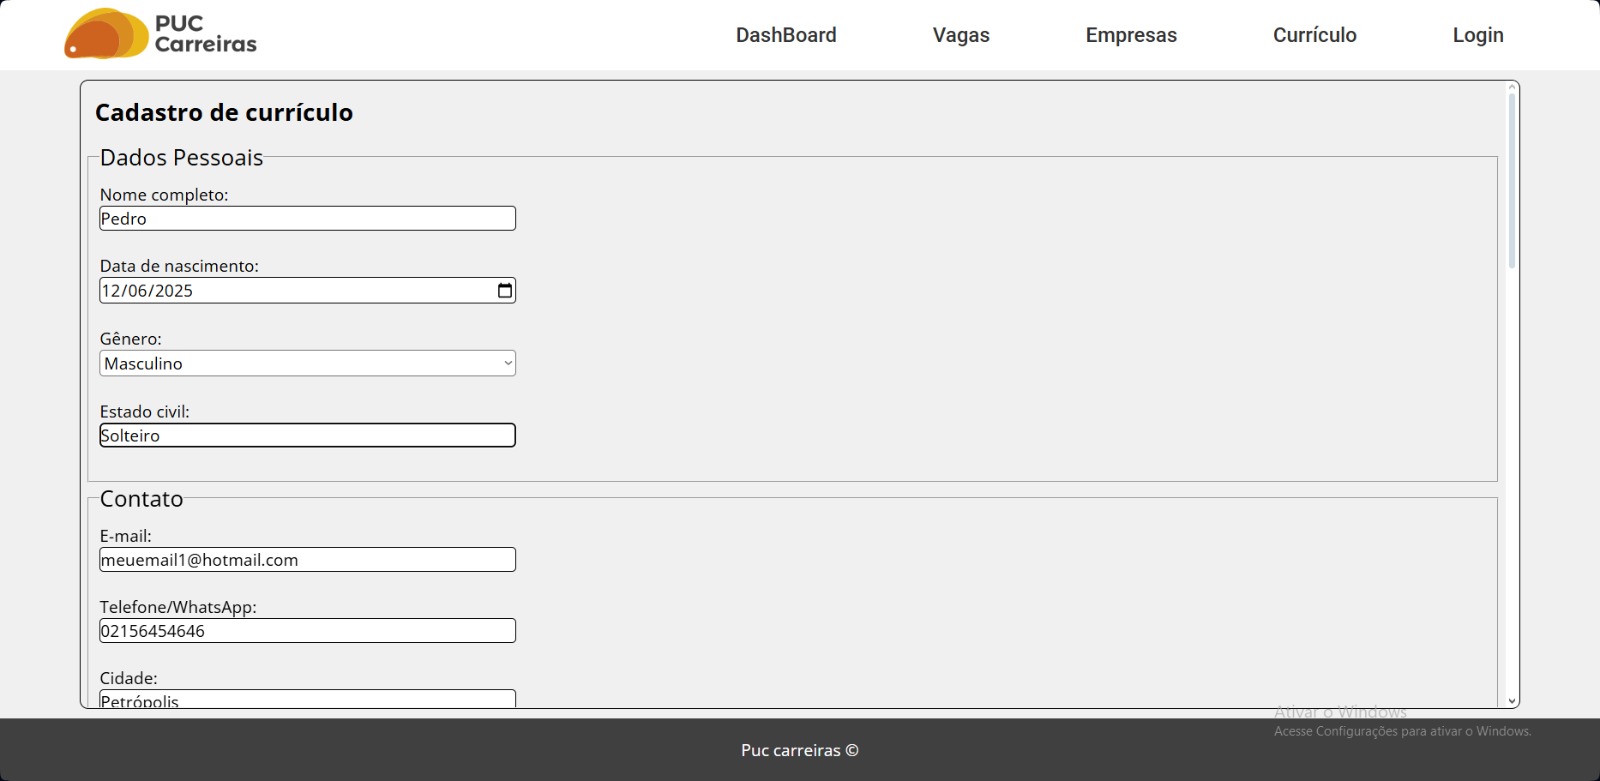 PUC
Carreiras
DashBoard
Vagas
Empresas
Currículo
Login
Cadastro de currículo
Dados Pessoais
Nome completo:
Pedro
Data de nascimento:
12/06/2025
Gênero:
Masculino
Estado civil:
Solteiro
Contato
E-mail:
meuemail1@hotmail.com
Telefone/WhatsApp:
02156454646
Cidade:
Petrópolis
Ativar o Windows
Acesse Configurações para ativar o Windows.
Puc carreiras ©